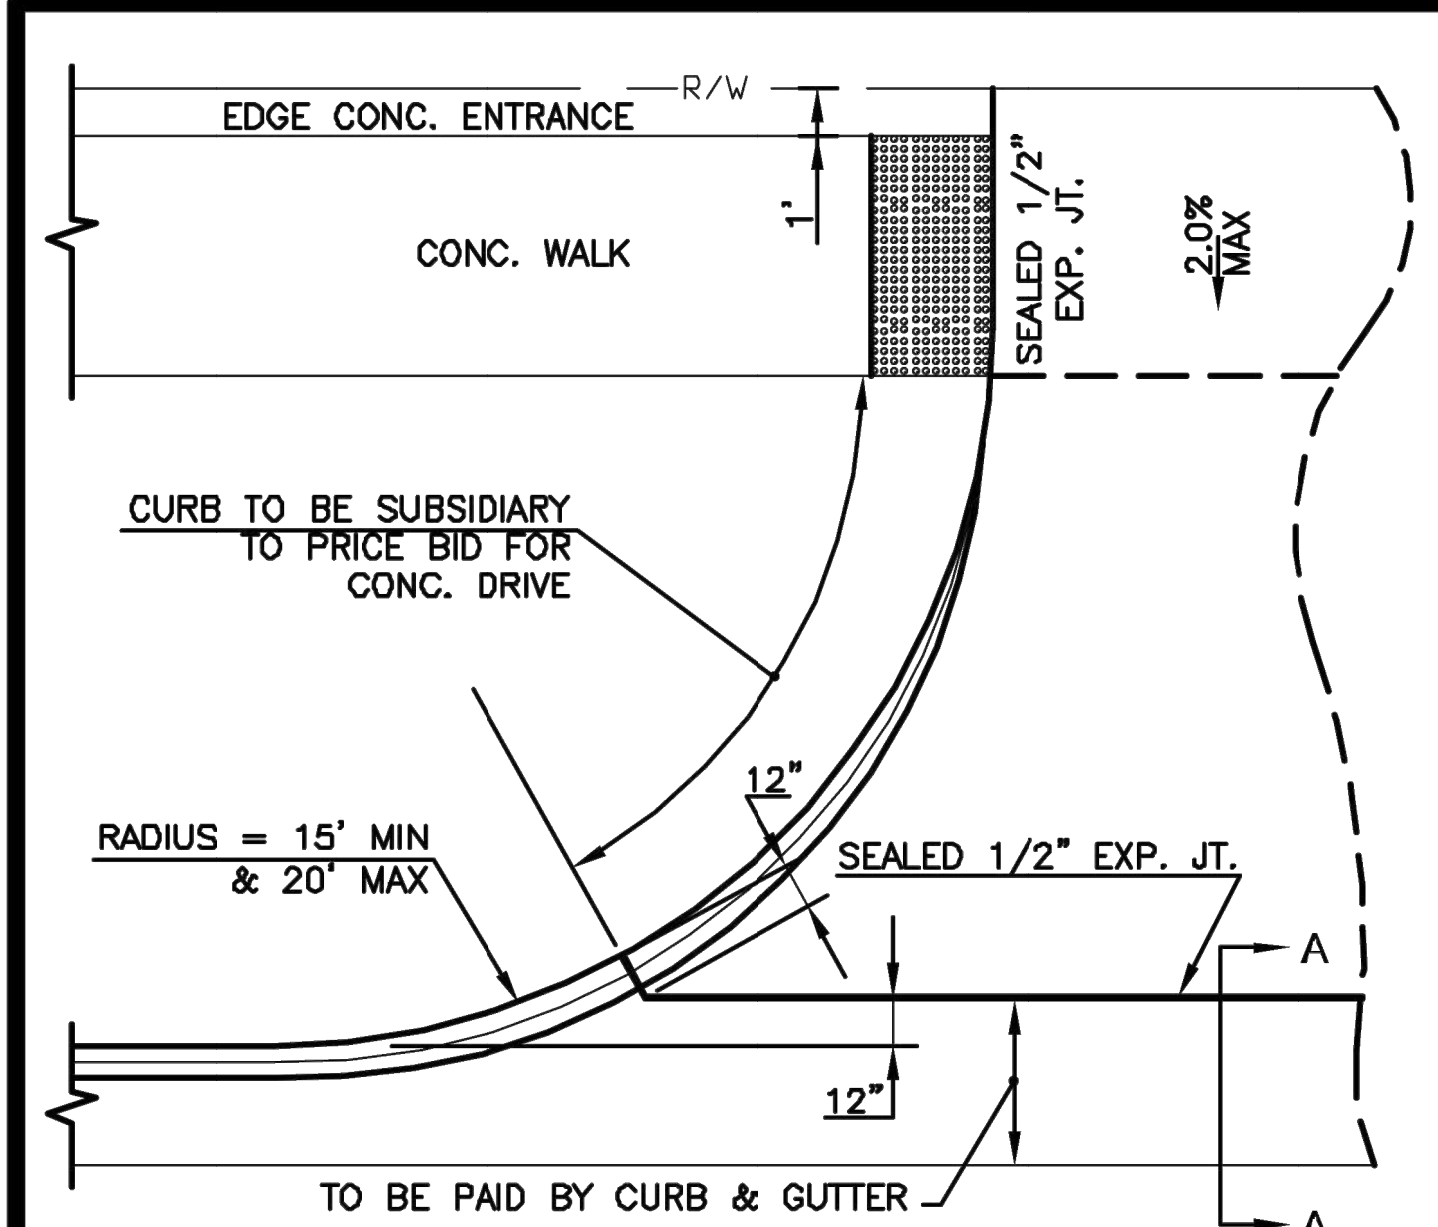 R/W
EDGE CONC. ENTRANCE
1'
SEALED 1/2"
EXP. JT.
2.0%
MAX
CONC. WALK
CURB TO BE SUBSIDIARY
TO PRICE BID FOR
CONC. DRIVE
12"
RADIUS = 15' MIN
& 20' MAX
SEALED 1/2" EXP. JT.
A
12"
TO BE PAID BY CURB & GUTTER
A